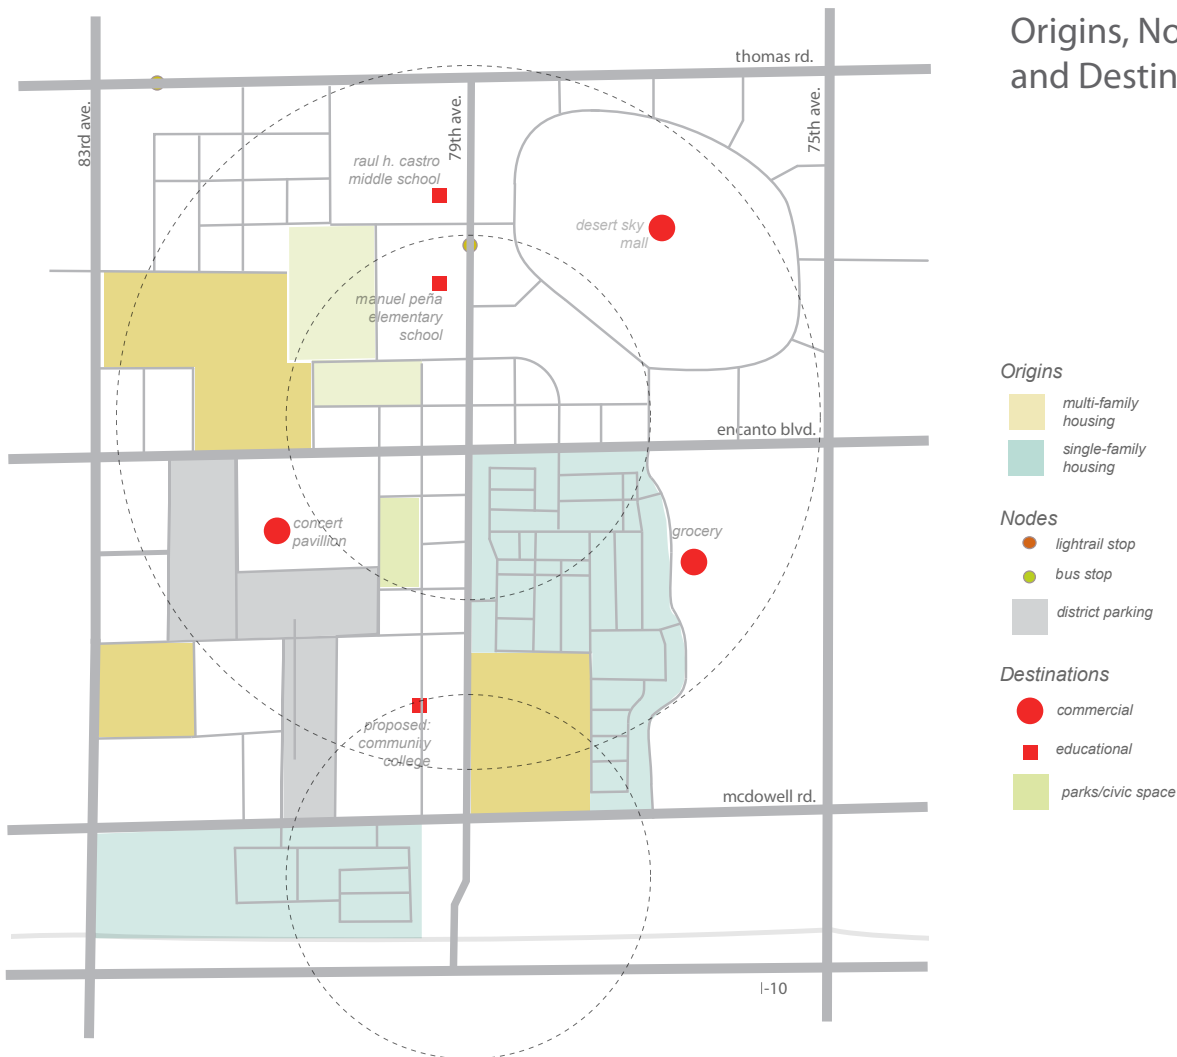 Origins, No
and Destin
thomas rd.
83rd ave.
79th ave.
75th ave.
raul h. castro
middle school
desert sky
mall
manuel peña
elementary
school
encanto blvd.
concert
pavillion
grocery
proposed:
community
college
mcdowell rd.
I-10
Origins
multi-family
housing
single-family
housing
Nodes
lightrail stop
bus stop
district parking
Destinations
commercial
educational
parks/civic space